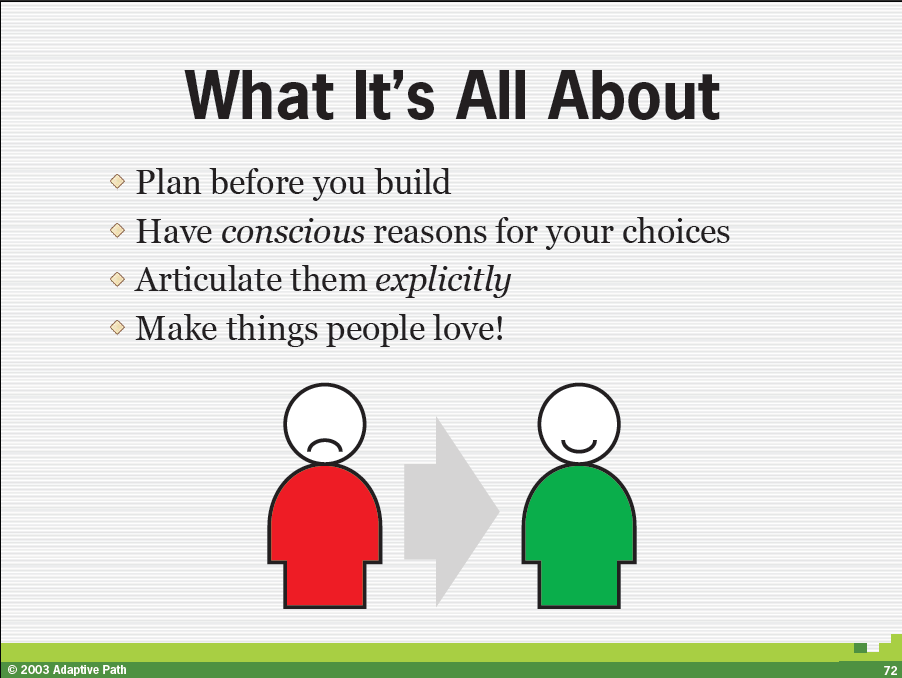 What It’s All About
Plan before you build
Have conscious reasons for your choices
Articulate them explicitly
Make things people love!
© 2003 Adaptive Path
72